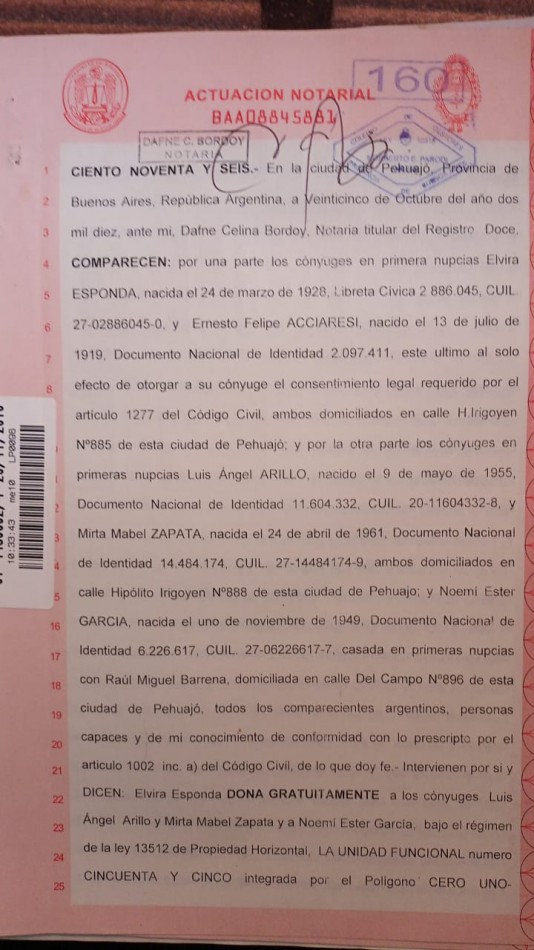 160
ACTUACION NOTARIAL
BAA08845881
DAFNE C. BORDOY
NOTARIA
1 CIENTO NOVENTA Y SEIS.- En la ciudad de Pehuajó, Provincia de
2 Buenos Aires, República Argentina, a Veinticinco de Octubre del año dos
3 mil diez, ante mi, Dafne Celina Bordoy, Notaria titular del Registro Doce,
4 COMPARECEN: por una parte los cónyuges en primera nupcias Elvira
5 ESPONDA, nacida el 24 de marzo de 1928, Libreta Cívica 2.886.045, CUIL
6 27-02886045-0, y Ernesto Felipe ACCIARESI, nacido el 13 de julio de
7 1919, Documento Nacional de Identidad 2.097.411, este ultimo al solo
8 efecto de otorgar a su cónyuge el consentimiento legal requerido por el
articulo 1277 del Código Civil, ambos domiciliados en calle H.Irigoyen
Nº885 de esta ciudad de Pehuajó; y por la otra parte los cónyuges en
primeras nupcias Luis Ángel ARILLO, nacido el 9 de mayo de 1955,
2 Documento Nacional de Identidad 11.604.332, CUIL. 20-11604332-8, y
3 Mirta Mabel ZAPATA, nacida el 24 de abril de 1961, Documento Nacional
4 de Identidad 14.484.174, CUIL. 27-14484174-9, ambos domiciliados en
5 calle Hipólito Irigoyen Nº888 de esta ciudad de Pehuajo; y Noemi Ester
16 GARCIA, nacida el uno de noviembre de 1949, Documento Nacional de
17 Identidad 6.226.617, CUIL. 27-06226617-7, casada en primeras nupcias
18 con Raúl Miguel Barrena, domiciliada en calle Del Campo Nº896 de esta
19 ciudad de Pehuajó, todos los comparecientes argentinos, personas
20 capaces y de mi conocimiento de conformidad con lo prescripto por el
21 articulo 1002 inc. a) del Código Civil, de lo que doy fe.- Intervienen por si y
22 DICEN: Elvira Esponda DONA GRATUITAMENTE a los cónyuges Luis
23 Ángel Arillo y Mirta Mabel Zapata y a Noemí Ester Garcia, bajo el régimen
24 de la ley 13512 de Propiedad Horizontal, LA UNIDAD FUNCIONAL numero
25 CINCUENTA Y CINCO integrada por el Polígono CERO UNO-
10:33:43 me10 LP0096